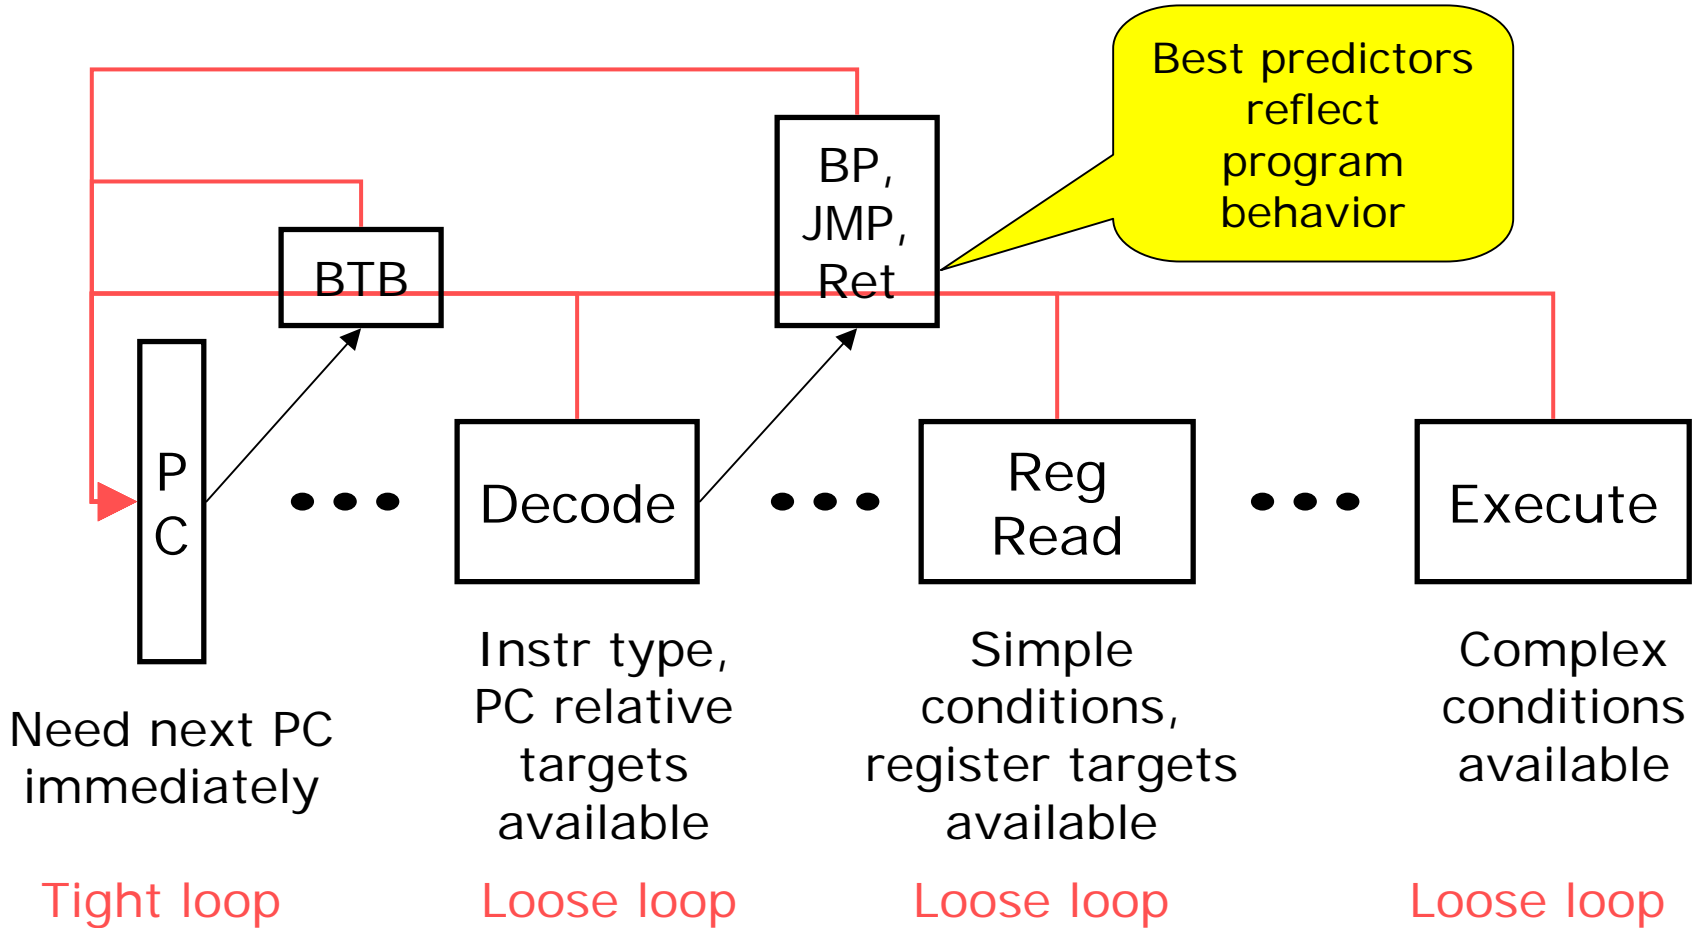 Best predictors
reflect
program
behavior
BP,
JMP,
Ret
BTB
P
C
Decode
Reg
Read
Execute
Need next PC
immediately
Instr type,
PC relative
targets
available
Simple
conditions,
register targets
available
Complex
conditions
available
Tight loop
Loose loop
Loose loop
Loose loop